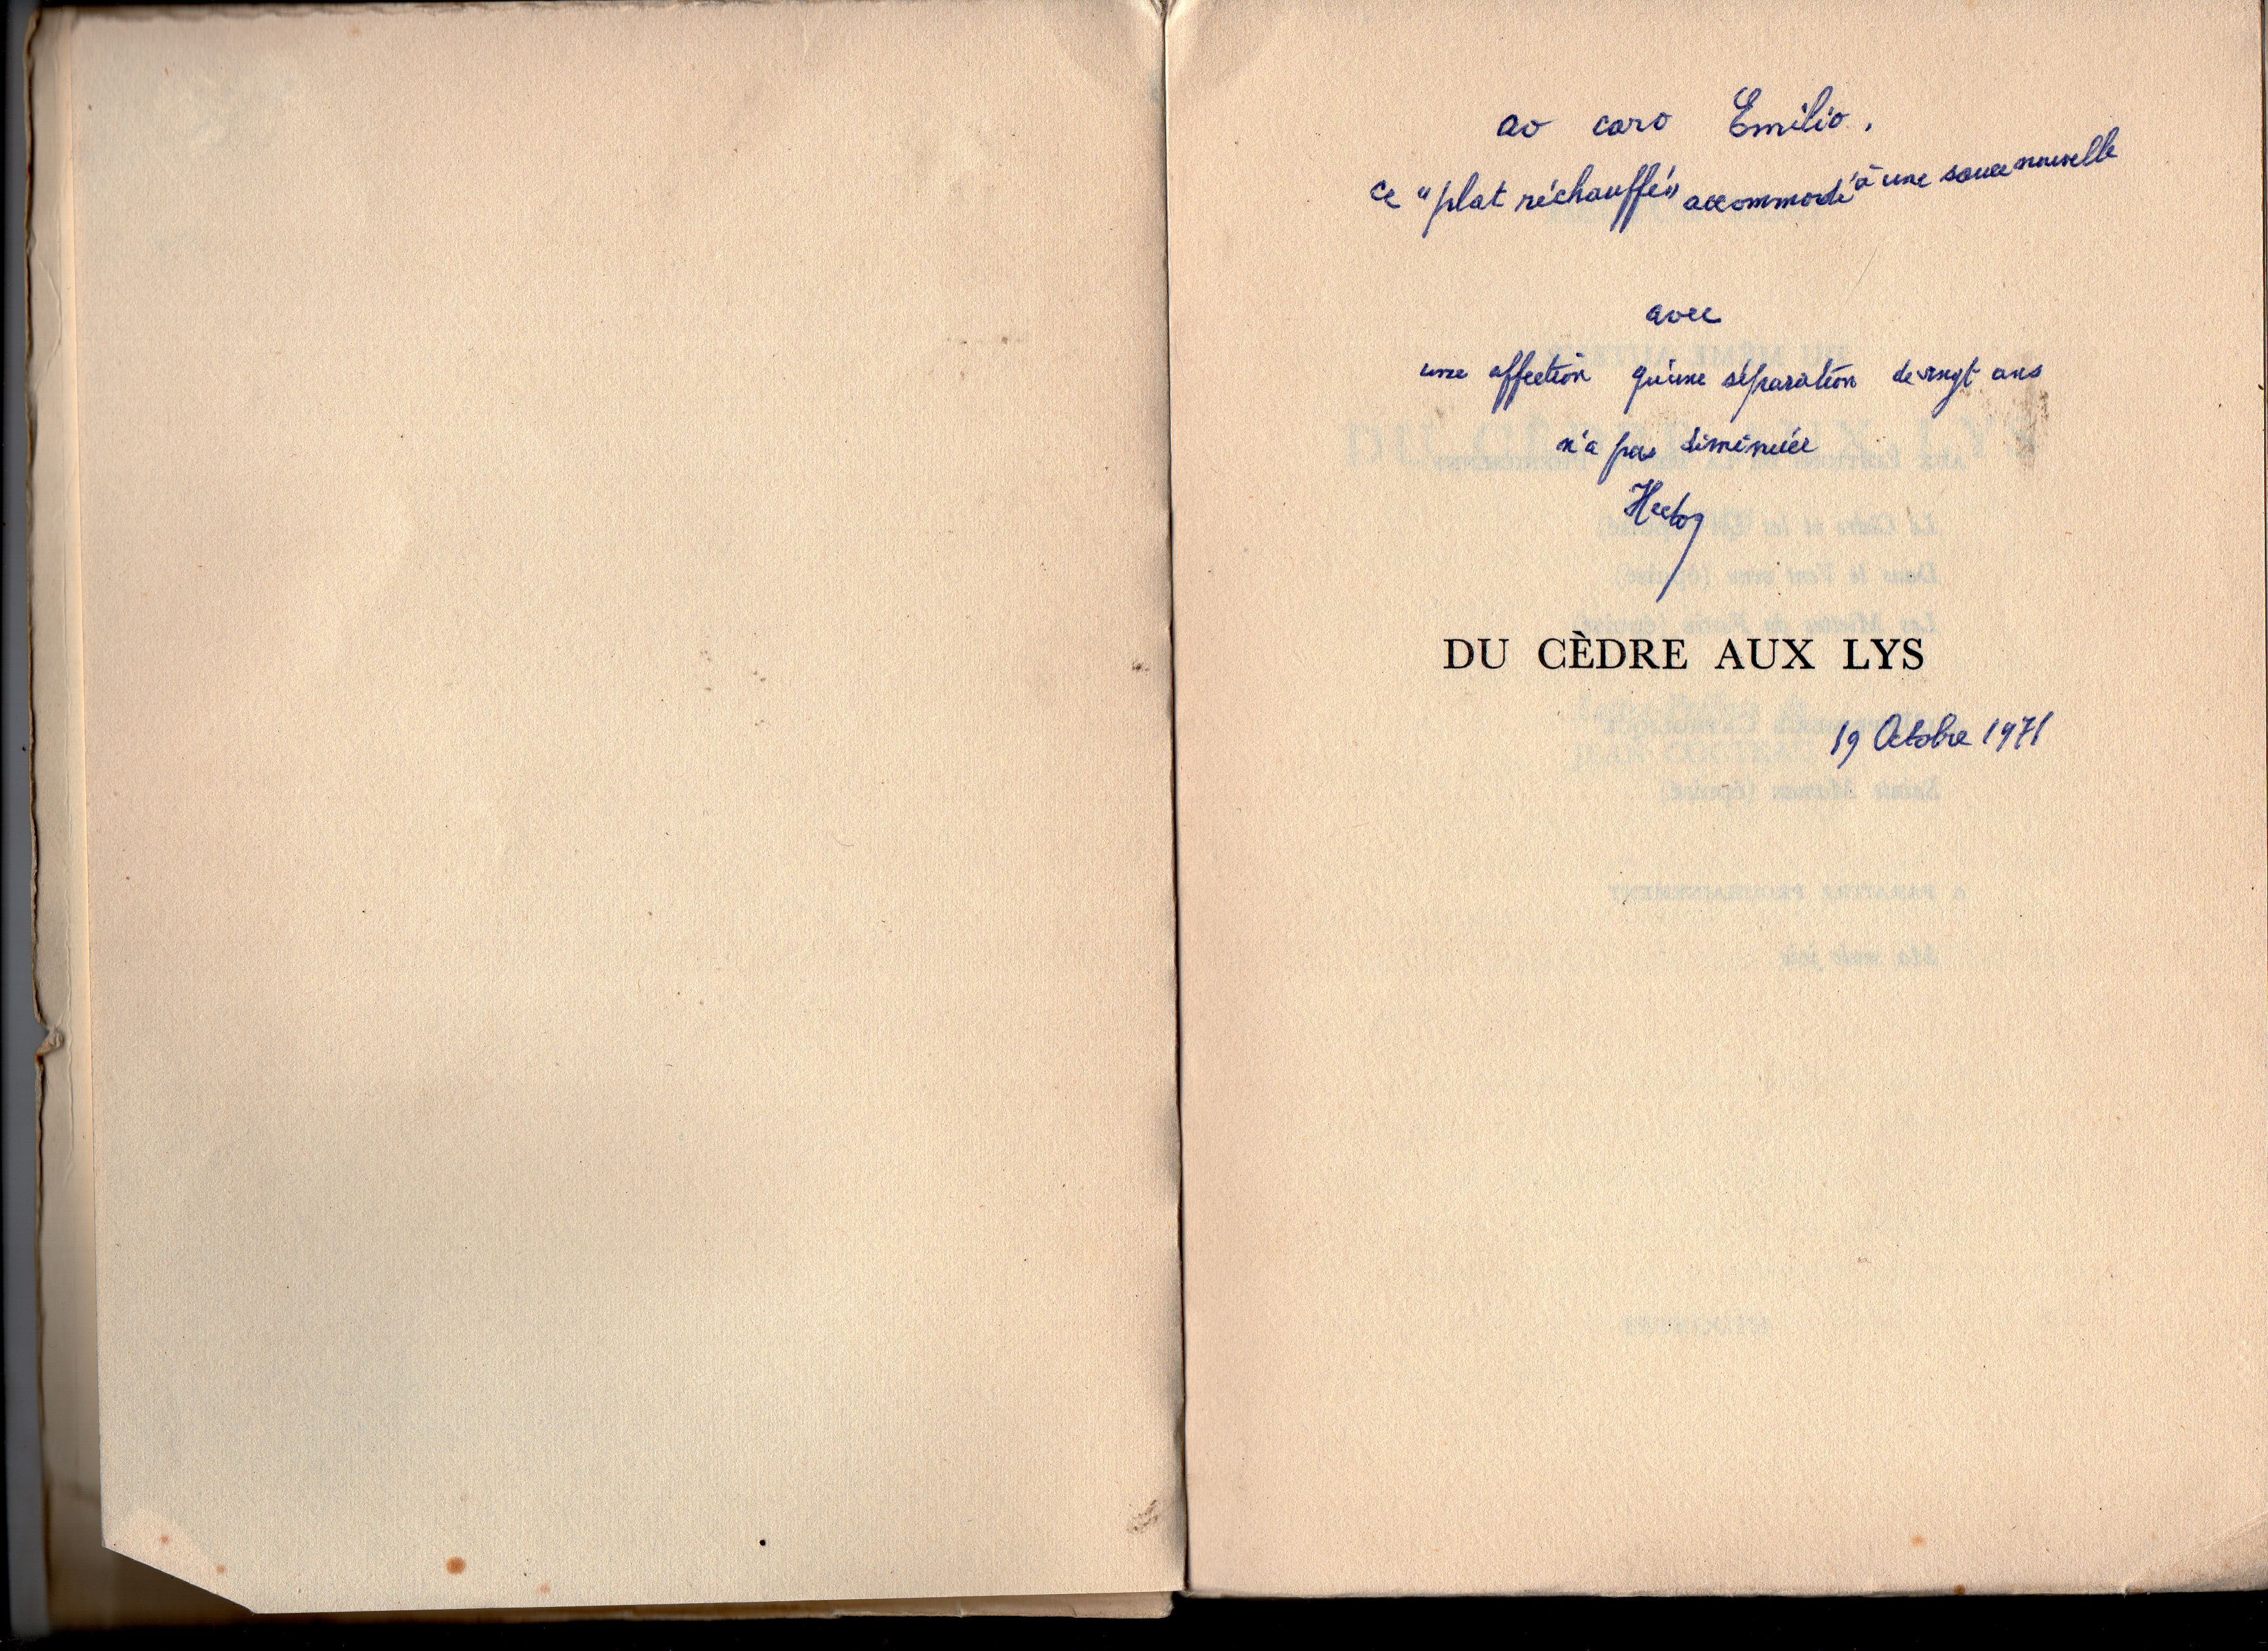 ao caro Emilio,
ce "plat réchauffé" accommodé à une sauce nouvelle
avec
une affection qu'une séparation de vingt ans
n'a pas diminuée
Hector
DU CÈDRE AUX LYS
19 Octobre 1971